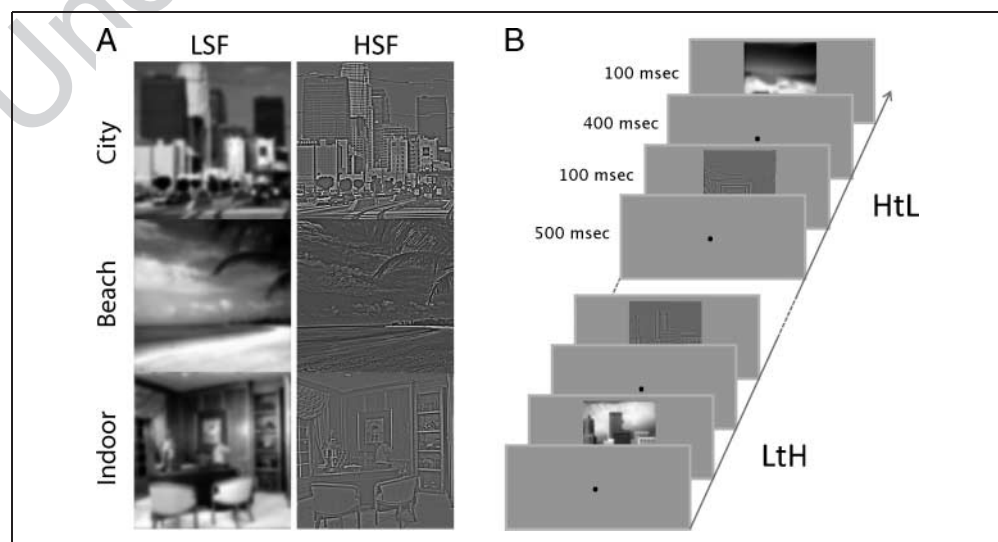 A
LSF HSF
City
Beach
Indoor
B
100 msec
400 msec
100 msec
500 msec
HtL
LtH